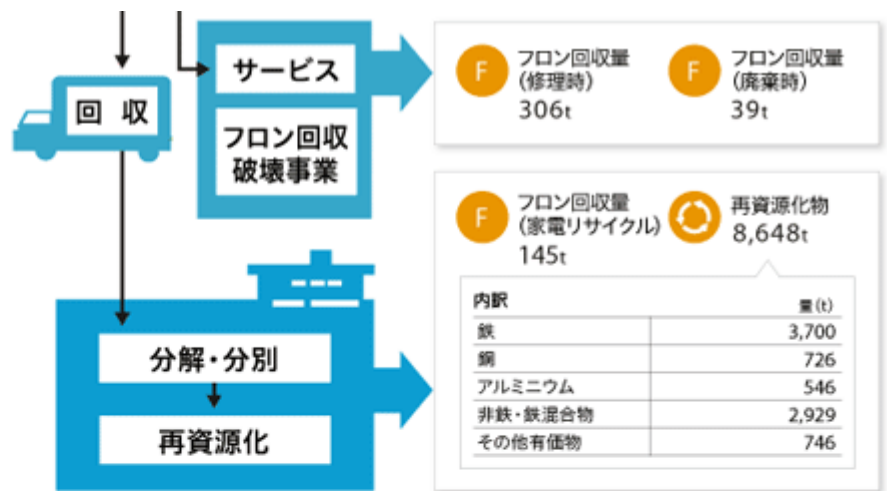 回 収
サービス
フロン回収
破壊事業
F
フロン回収量
(修理時)
306t
F
フロン回収量
(廃棄時)
39t
分解・分別
再資源化
F
フロン回収量
(家電リサイクル)
145t
再資源化物
8,648t
内訳 量(t)
鉄 3,700
銅 726
アルミニウム 546
非鉄・鉄混合物 2,929
その他有価物 746